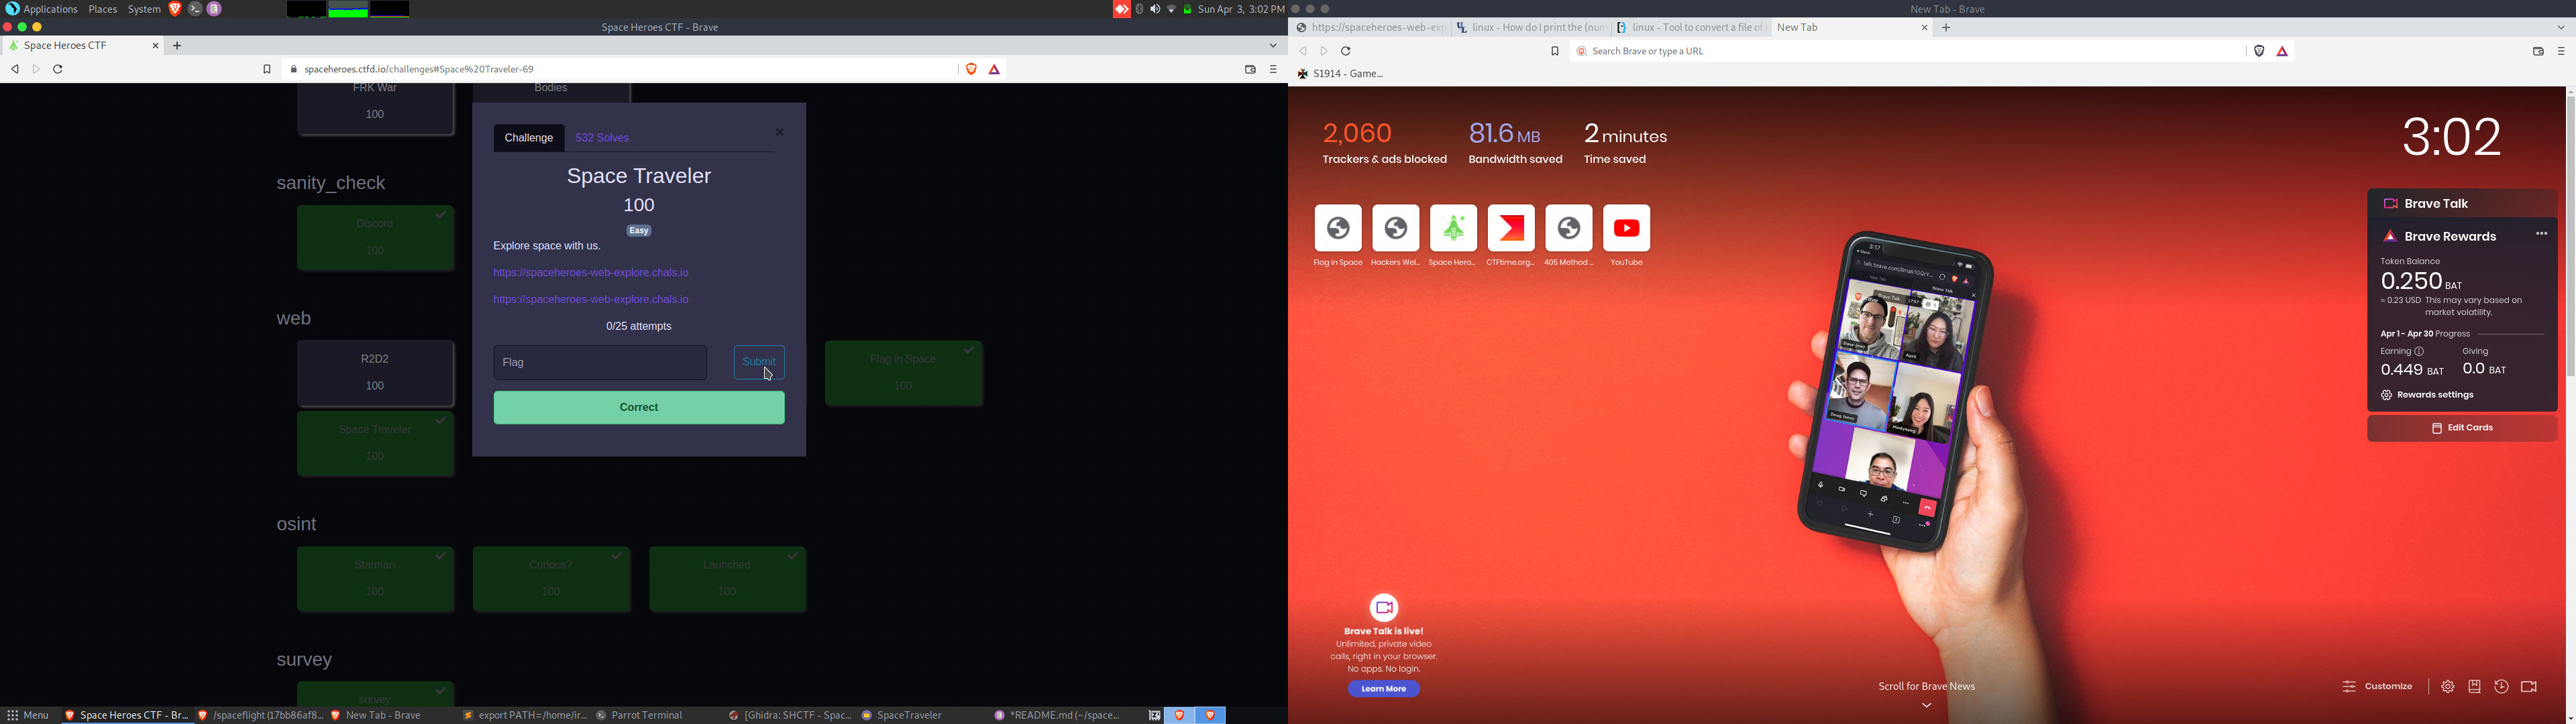 Applications Places System
Sun Apr 3, 3:02 PM
Space Heroes CTF - Brave
Space Heroes CTF
spaceheroes.ctfd.io/challenges#Space%20Traveler-69
FRK War
100
Bodies
sanity_check
Discord
100
web
R2D2
100
Space Traveler
100
Flag in Space
100
osint
Starman
100
Curious?
100
Launched
100
survey
survey
Challenge
532 Solves
Space Traveler
100
Easy
Explore space with us.
https://spaceheroes-web-explore.chals.io
https://spaceheroes-web-explore.chals.io
0/25 attempts
Flag
Submit
Correct
Menu
Space Heroes CTF - Br...
/spaceflight (17bb86af8...
New Tab - Brave
export PATH=/home/ir...
Parrot Terminal
[Ghidra: SHCTF - Spac...
SpaceTraveler
*README.md (~/space...
New Tab - Brave
https://spaceheroes-web-exp
linux - How do I print the (num
linux - Tool to convert a file of
New Tab
Search Brave or type a URL
S1914 - Game...
2,060
Trackers & ads blocked
81.6 MB
Bandwidth saved
2 minutes
Time saved
3:02
Flag in Space
Hackers Wel...
Space Hero...
CTFtime.org...
405 Method ...
YouTube
Brave Talk
Brave Rewards
Token Balance
0.250 BAT
≈ 0.23 USD This may vary based on
market volatility.
Apr 1 - Apr 30 Progress
Earning
0.449 BAT
Giving
0.0 BAT
Rewards settings
Edit Cards
3:17
Brave Talk
April
Brave Talk is live!
Unlimited, private video
calls, right in your browser.
No apps. No login.
Learn More
Scroll for Brave News
Customize